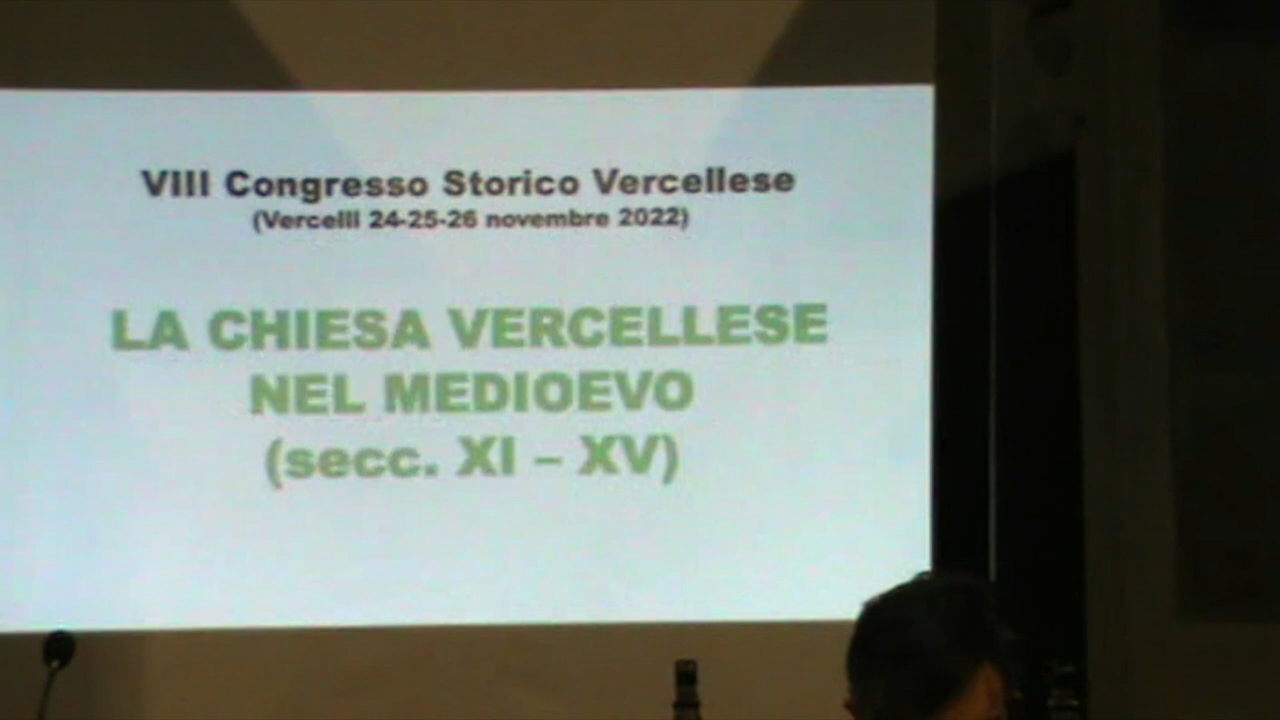 VIII Congresso Storico Vercellese
(Vercelli 24-25-26 novembre 2022)
LA CHIESA VERCELLESE
NEL MEDIOEVO
(secc. XI – XV)